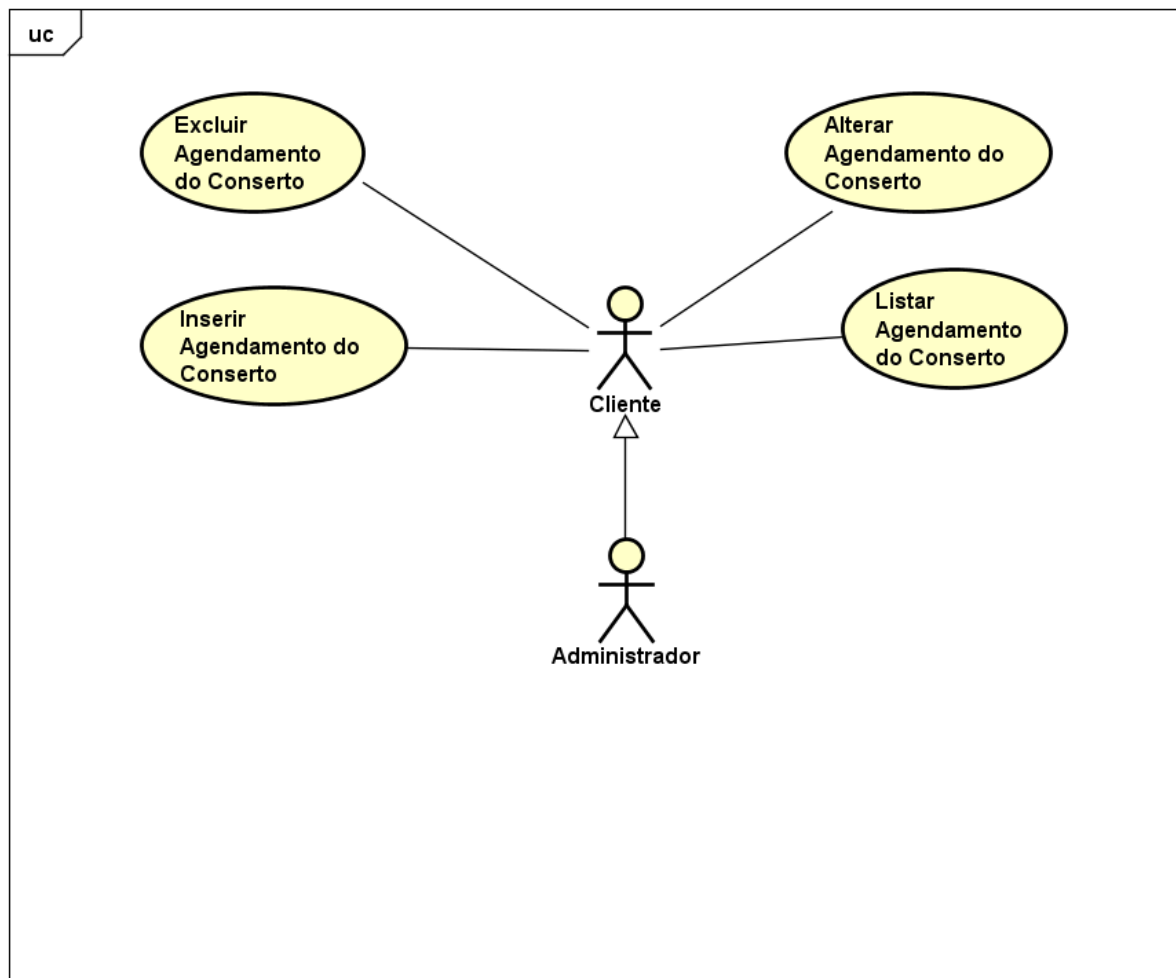 uc
Excluir
Agendamento
do Conserto
Alterar
Agendamento do
Conserto
Inserir
Agendamento do
Conserto
Listar
Agendamento
do Conserto
Cliente
Administrador